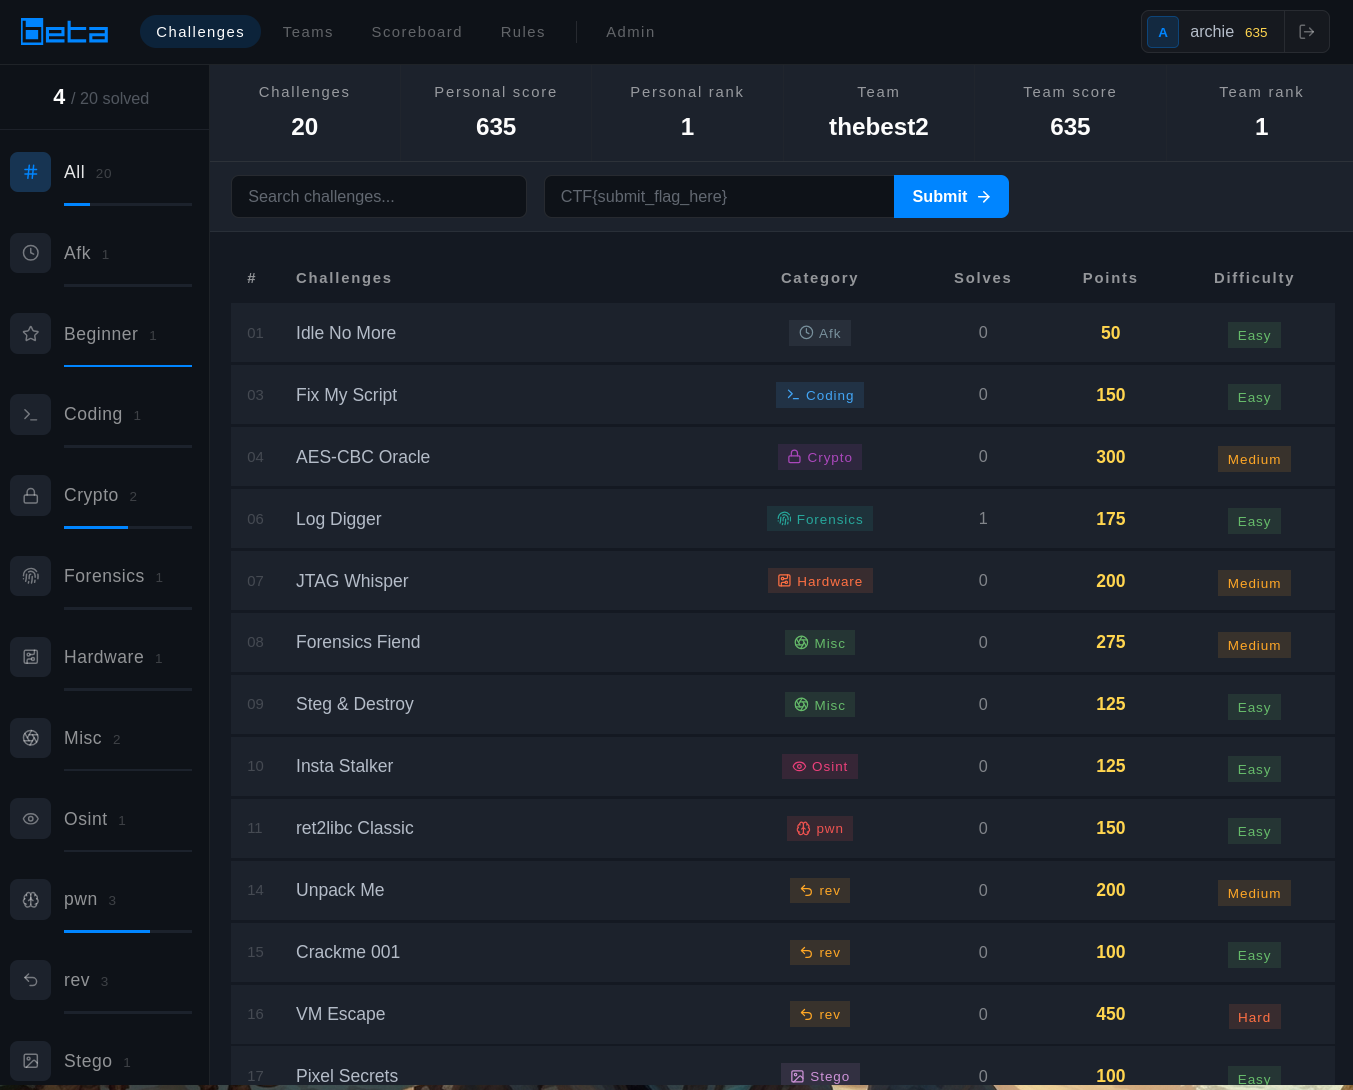 beta Challenges Teams Scoreboard Rules Admin A archie 635
4 / 20 solved
Challenges Personal score Personal rank Team Team score Team rank
20 635 1 thebest2 635 1
Search challenges... CTF{submit_flag_here} Submit
All 20
Afk 1
Beginner 1
Coding 1
Crypto 2
Forensics 1
Hardware 1
Misc 2
Osint 1
pwn 3
rev 3
Stego 1
# Challenges Category Solves Points Difficulty
01 Idle No More Afk 0 50 Easy
03 Fix My Script Coding 0 150 Easy
04 AES-CBC Oracle Crypto 0 300 Medium
06 Log Digger Forensics 1 175 Easy
07 JTAG Whisper Hardware 0 200 Medium
08 Forensics Fiend Misc 0 275 Medium
09 Steg & Destroy Misc 0 125 Easy
10 Insta Stalker Osint 0 125 Easy
11 ret2libc Classic pwn 0 150 Easy
14 Unpack Me rev 0 200 Medium
15 Crackme 001 rev 0 100 Easy
16 VM Escape rev 0 450 Hard
17 Pixel Secrets Stego 0 100 Easy